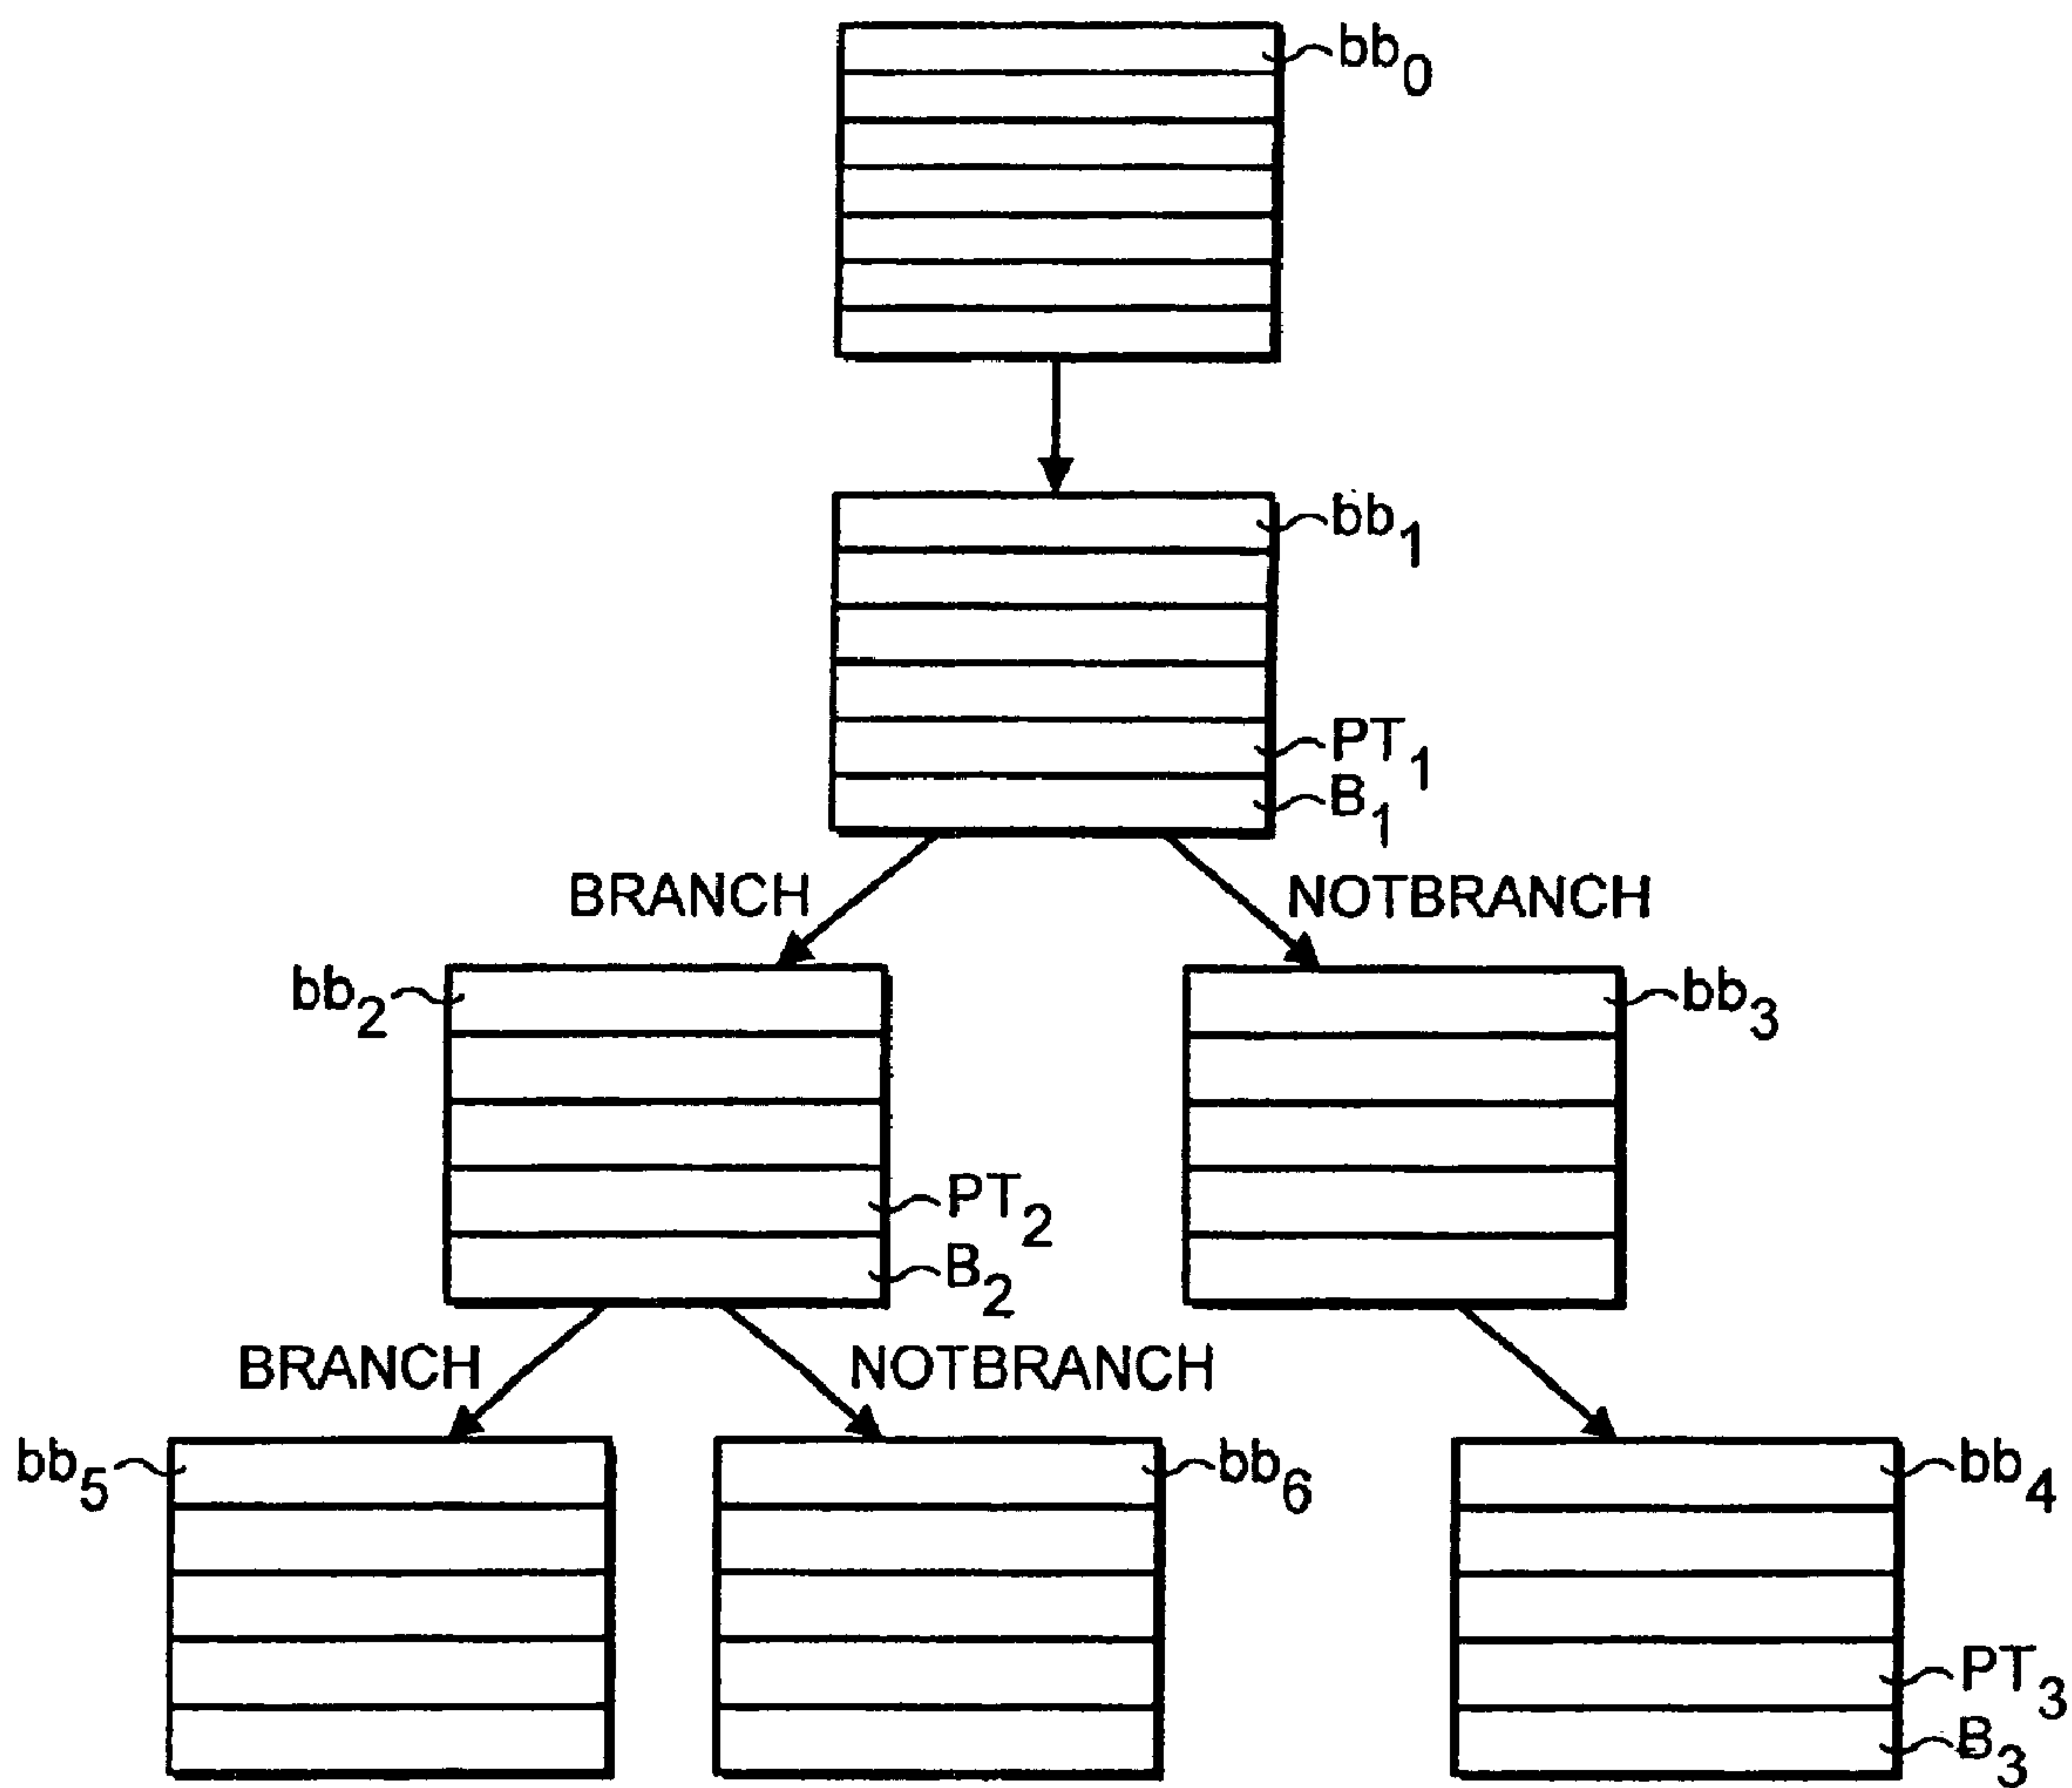 bb0
bb1
PT1
B1
BRANCH
NOTBRANCH
bb2
bb3
PT2
B2
BRANCH
NOTBRANCH
bb5
bb6
bb4
PT3
B3